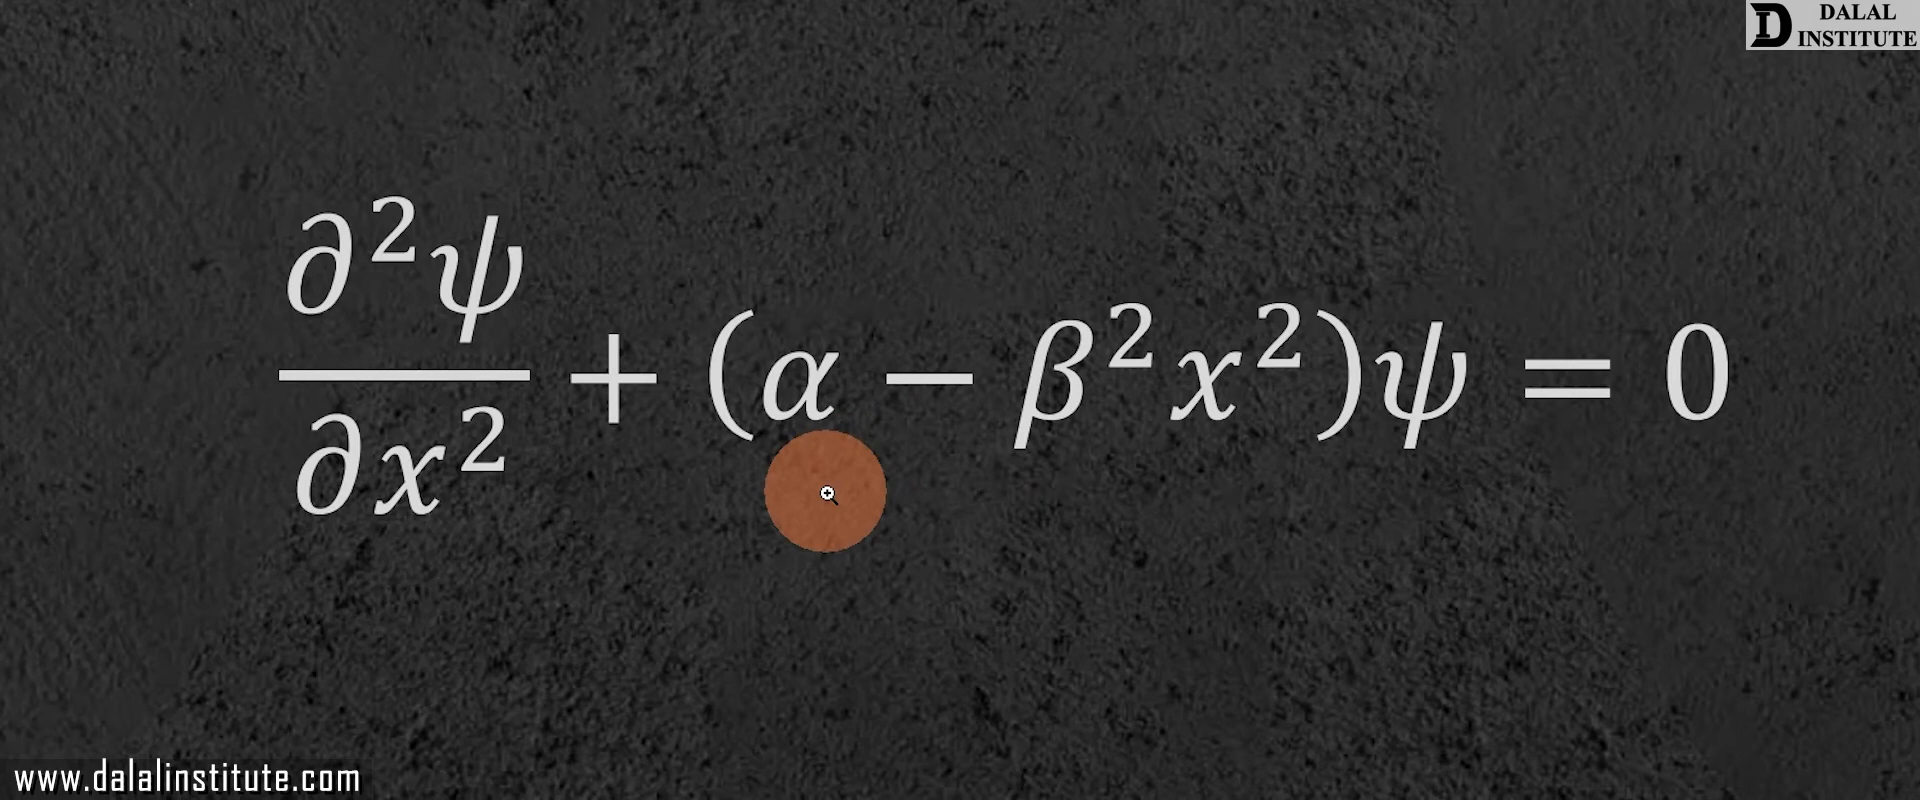 DALAL
INSTITUTE
∂²ψ/∂x² + (α − β²x²)ψ = 0
www.dalalinstitute.com